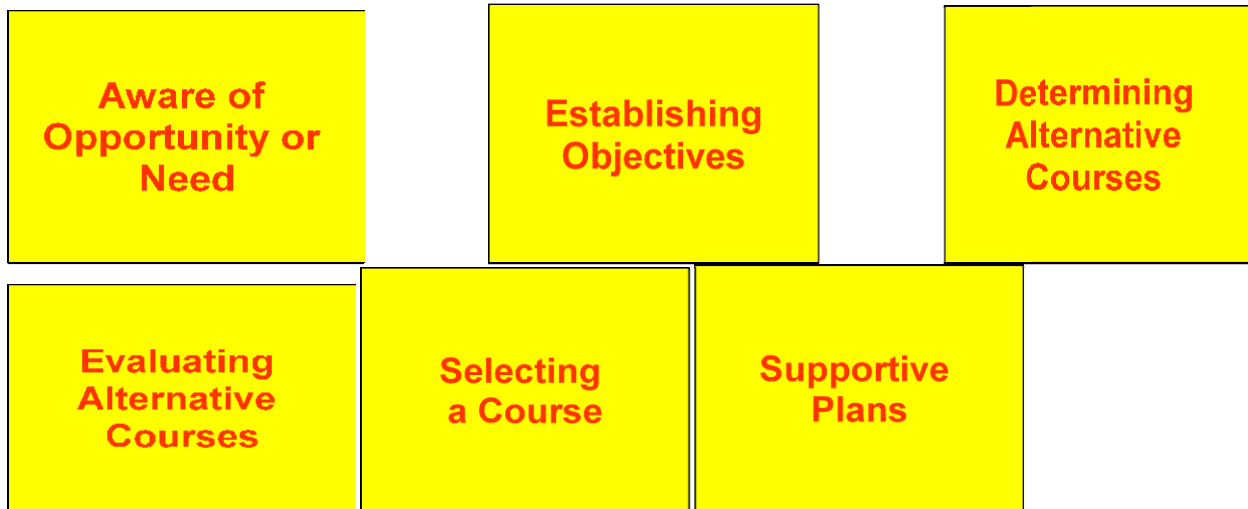 Aware of
Opportunity or
Need
Establishing
Objectives
Determining
Alternative
Courses
Evaluating
Alternative
Courses
Selecting
a Course
Supportive
Plans